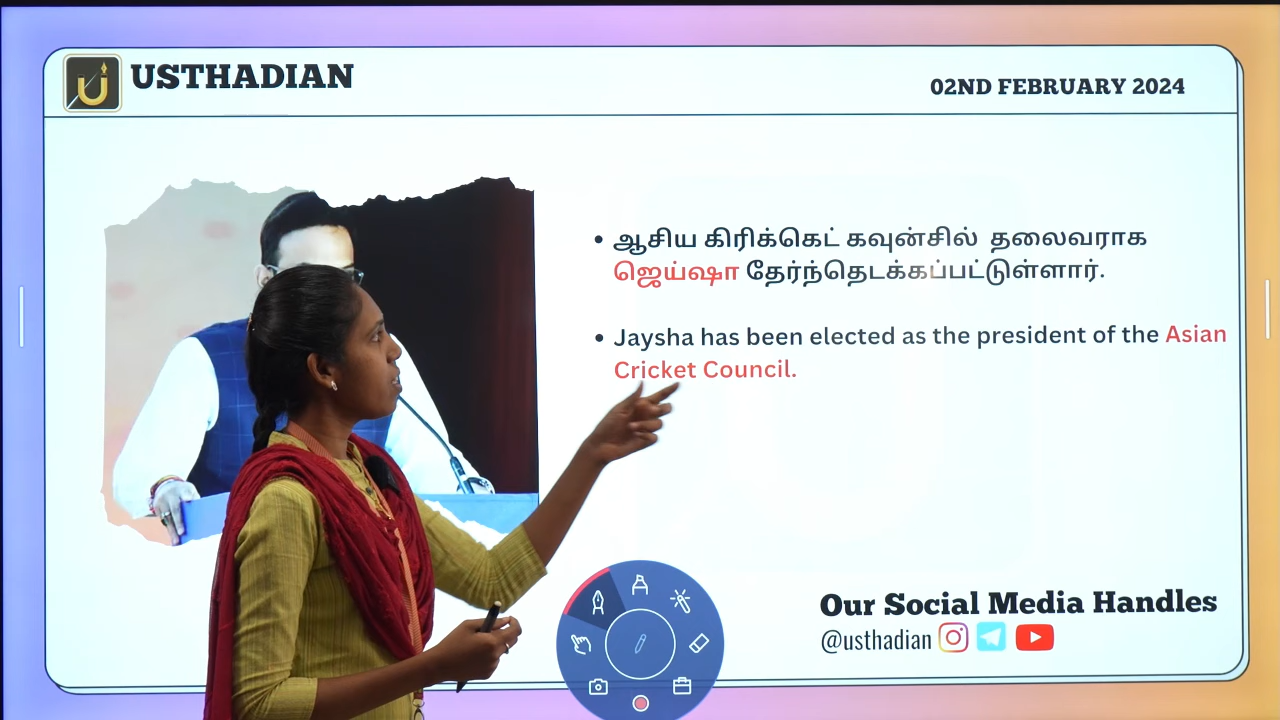 USTHADIAN
02ND FEBRUARY 2024
• ஆசிய கிரிக்கெட் கவுன்சில் தலைவராக
ஜெய்ஷா தேர்ந்தெடக்கப்பட்டுள்ளார்.
• Jaysha has been elected as the president of the Asian
Cricket Council.
Our Social Media Handles
@usthadian